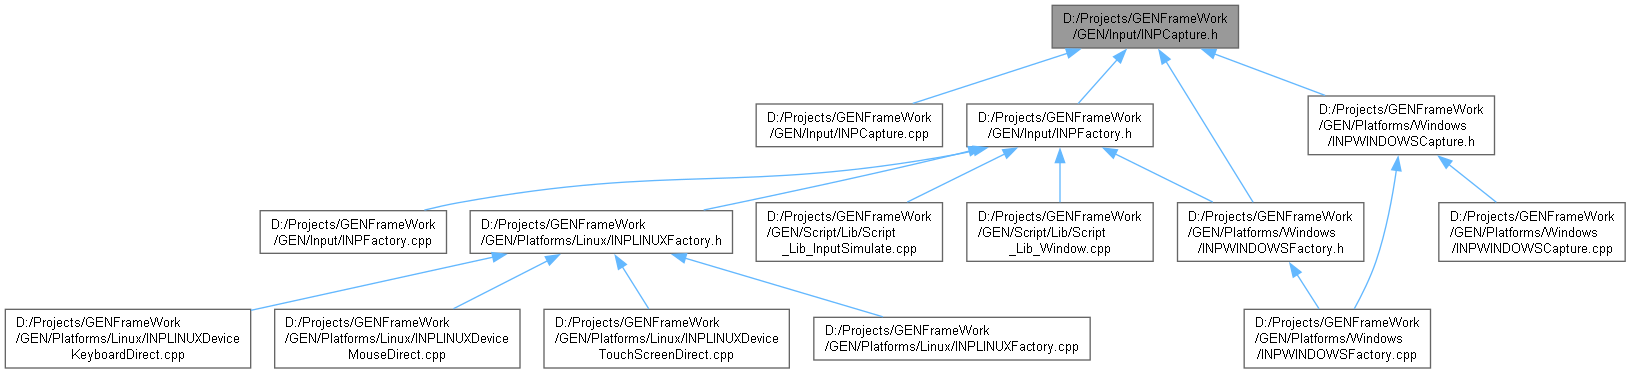 D:/Projects/GENFrameWork
/GEN/Input/INPCapture.h
D:/Projects/GENFrameWork
/GEN/Input/INPCapture.cpp
D:/Projects/GENFrameWork
/GEN/Input/INPFactory.h
D:/Projects/GENFrameWork
/GEN/Platforms/Windows
/INPWINDOWSCapture.h
D:/Projects/GENFrameWork
/GEN/Input/INPFactory.cpp
D:/Projects/GENFrameWork
/GEN/Platforms/Linux/INPLINUXFactory.h
D:/Projects/GENFrameWork
/GEN/Script/Lib/Script
_Lib_InputSimulate.cpp
D:/Projects/GENFrameWork
/GEN/Script/Lib/Script
_Lib_Window.cpp
D:/Projects/GENFrameWork
/GEN/Platforms/Windows
/INPWINDOWSFactory.h
D:/Projects/GENFrameWork
/GEN/Platforms/Windows
/INPWINDOWSCapture.cpp
D:/Projects/GENFrameWork
/GEN/Platforms/Linux/INPLINUXDevice
KeyboardDirect.cpp
D:/Projects/GENFrameWork
/GEN/Platforms/Linux/INPLINUXDevice
MouseDirect.cpp
D:/Projects/GENFrameWork
/GEN/Platforms/Linux/INPLINUXDevice
TouchScreenDirect.cpp
D:/Projects/GENFrameWork
/GEN/Platforms/Linux/INPLINUXFactory.cpp
D:/Projects/GENFrameWork
/GEN/Platforms/Windows
/INPWINDOWSFactory.cpp